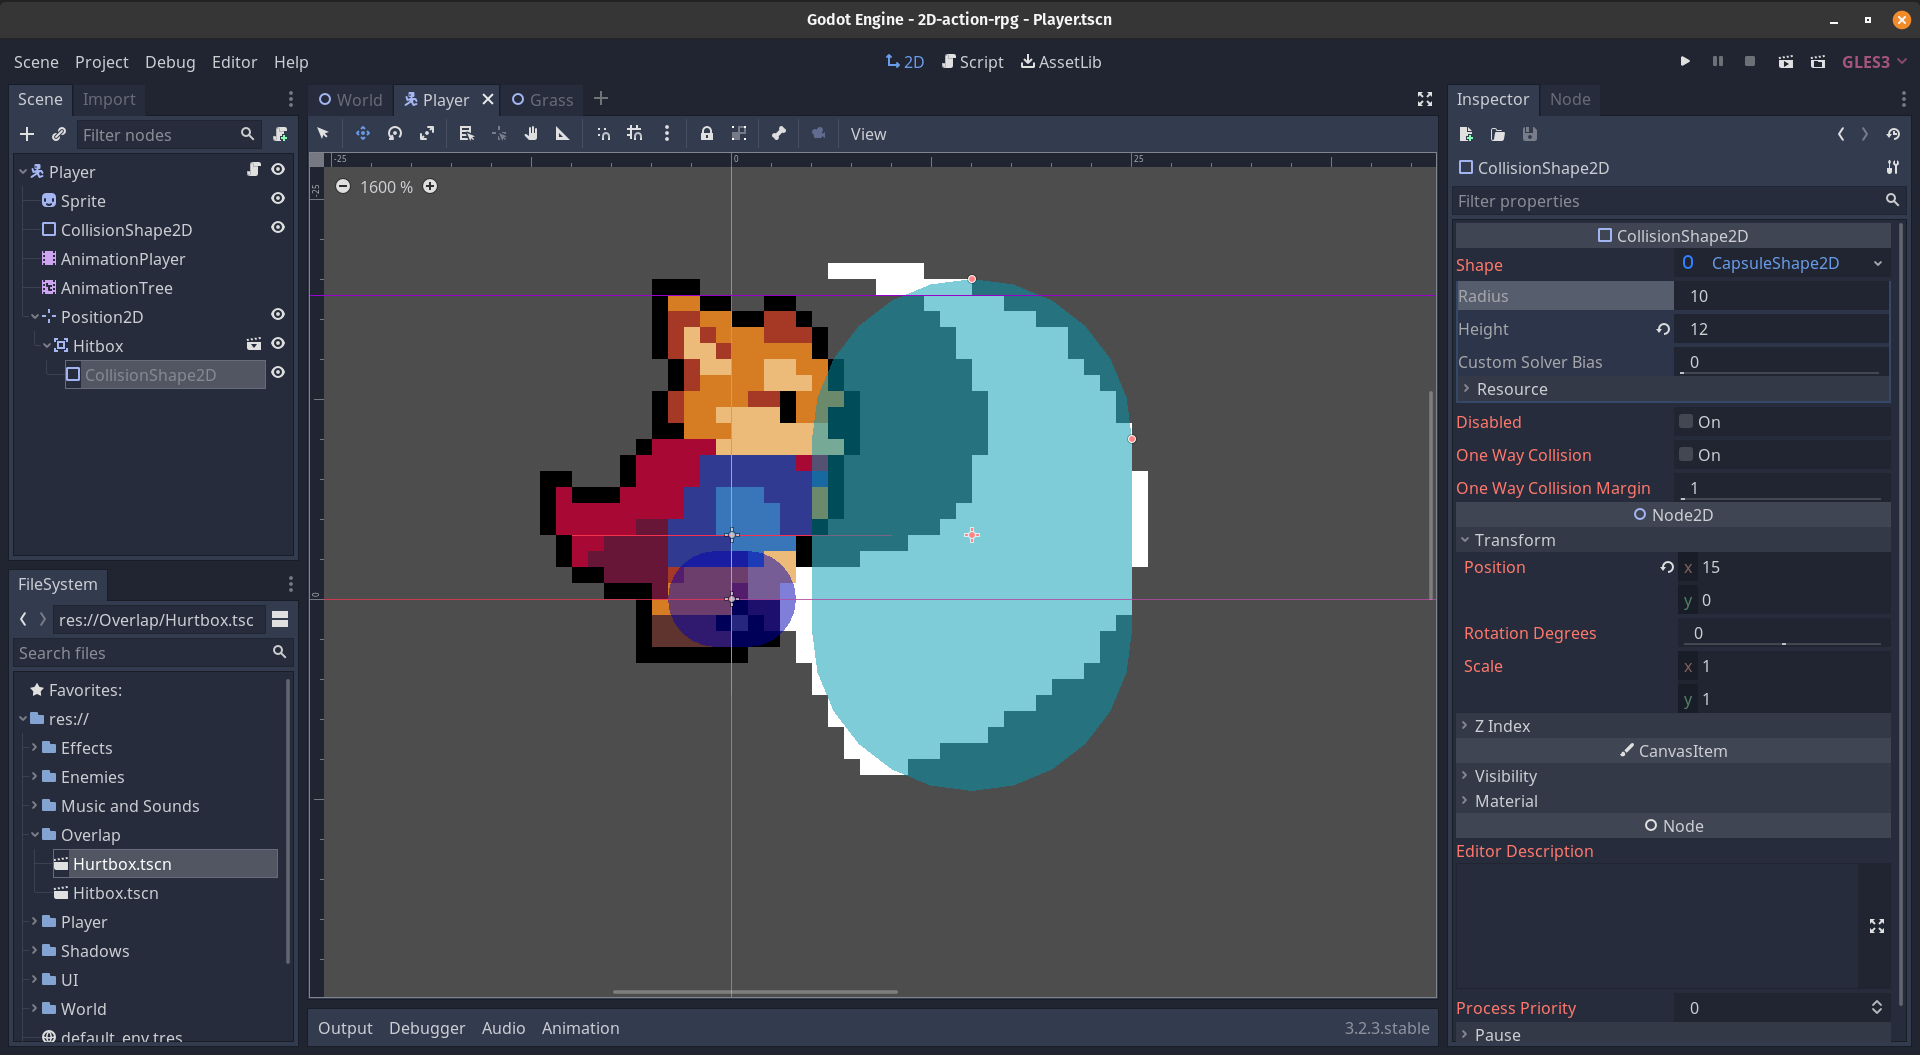 Godot Engine - 2D-action-rpg - Player.tscn
Scene Project Debug Editor Help
2D Script AssetLib
GLES3
Scene Import
Filter nodes
Player
Sprite
CollisionShape2D
AnimationPlayer
AnimationTree
Position2D
Hitbox
CollisionShape2D
FileSystem
res://Overlap/Hurtbox.tsc
Search files
Favorites:
res://
Effects
Enemies
Music and Sounds
Overlap
Hurtbox.tscn
Hitbox.tscn
Player
Shadows
UI
World
default_env.tres
World Player Grass
View
-25 0 25
-25
0
1600 %
Output Debugger Audio Animation
3.2.3.stable
Inspector Node
CollisionShape2D
Filter properties
CollisionShape2D
Shape CapsuleShape2D
Radius 10
Height 12
Custom Solver Bias 0
Resource
Disabled On
One Way Collision On
One Way Collision Margin 1
Node2D
Transform
Position x 15
y 0
Rotation Degrees 0
Scale x 1
y 1
Z Index
CanvasItem
Visibility
Material
Node
Editor Description
Process Priority 0
Pause